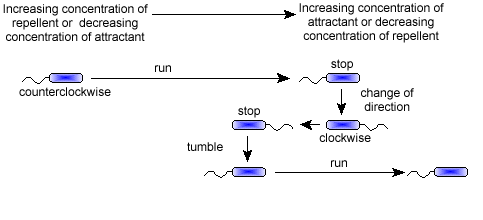 Increasing concentration of
repellent or decreasing
concentration of attractant
Increasing concentration of
attractant or decreasing
concentration of repellent
run
stop
counterclockwise
change of
direction
stop
clockwise
tumble
run